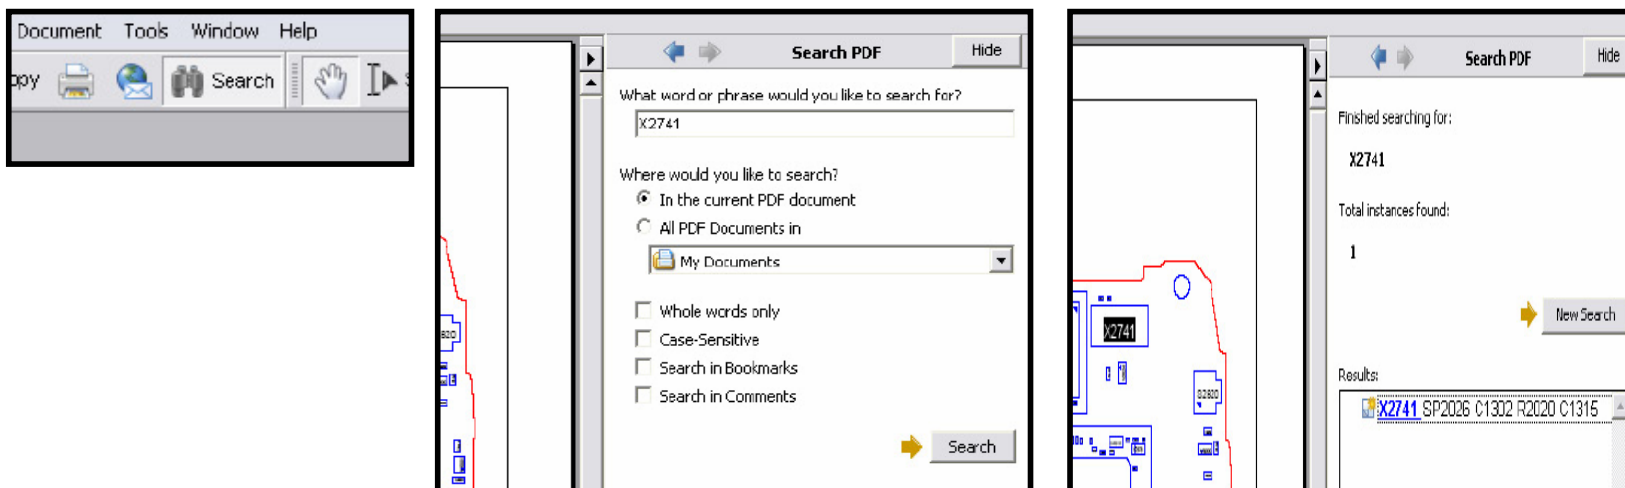 Document Tools Window Help
opy Search
Search PDF Hide
What word or phrase would you like to search for?
X2741
Where would you like to search?
In the current PDF document
All PDF Documents in
My Documents
Whole words only
Case-Sensitive
Search in Bookmarks
Search in Comments
Search
Search PDF Hide
Finished searching for:
X2741
Total instances found:
1
New Search
Results:
X2741 SP2026 C1302 R2020 C1315
X2741